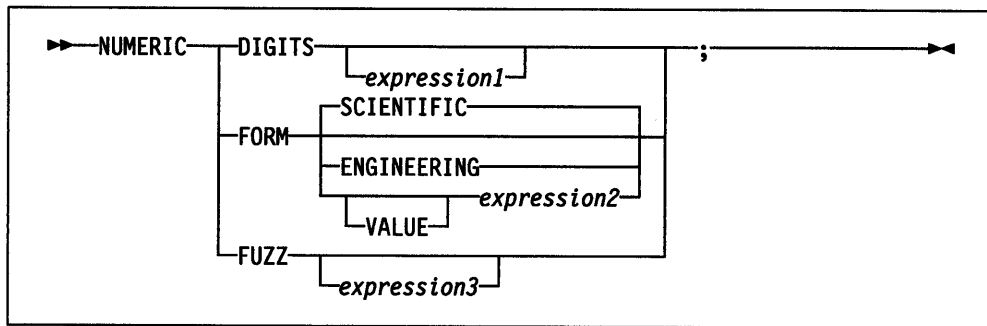 NUMERIC DIGITS ;
expression1
SCIENTIFIC
FORM
ENGINEERING
expression2
VALUE
FUZZ
expression3